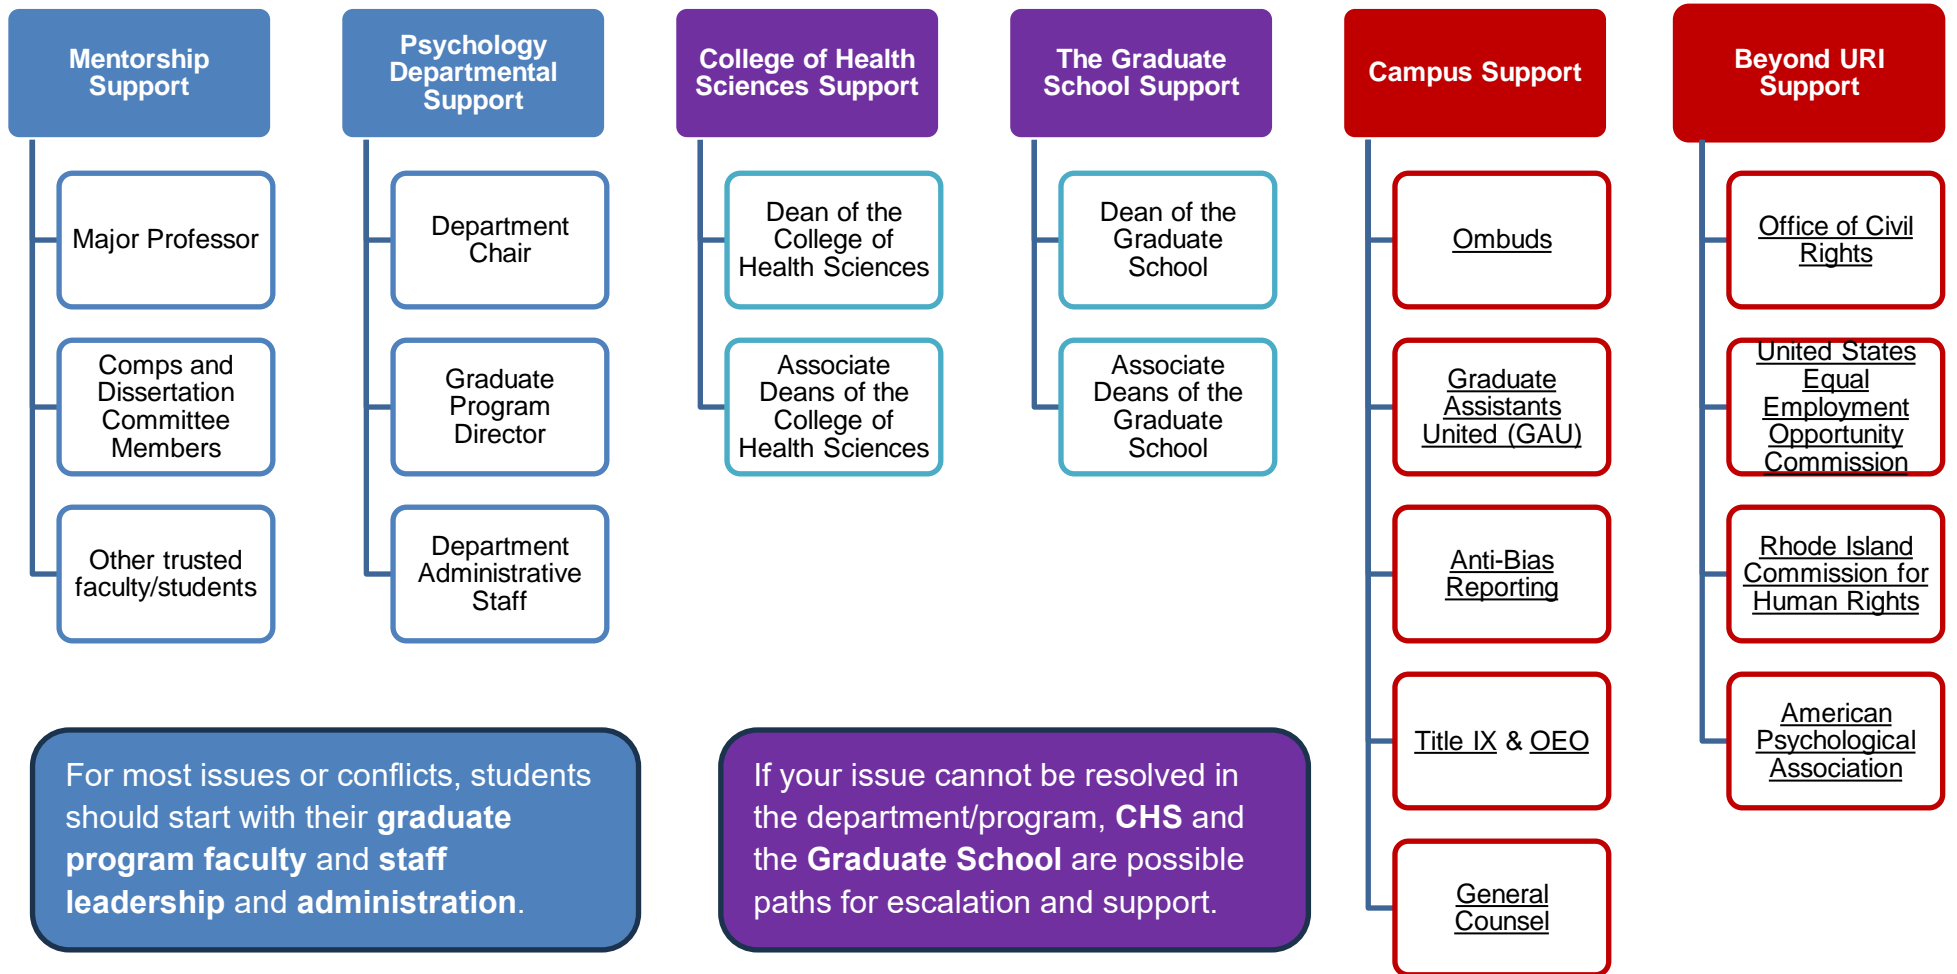 Mentorship
Support
Major Professor
Comps and
Dissertation
Committee
Members
Other trusted
faculty/students
Psychology
Departmental
Support
Department
Chair
Graduate
Program
Director
Department
Administrative
Staff
College of Health
Sciences Support
Dean of the
College of
Health Sciences
Associate
Deans of the
College of
Health Sciences
The Graduate
School Support
Dean of the
Graduate
School
Associate
Deans of the
Graduate
School
Campus Support
Ombuds
Graduate
Assistants
United (GAU)
Anti-Bias
Reporting
Title IX & OEO
General
Counsel
Beyond URI
Support
Office of Civil
Rights
United States
Equal
Employment
Opportunity
Commission
Rhode Island
Commission for
Human Rights
American
Psychological
Association
For most issues or conflicts, students
should start with their graduate
program faculty and staff
leadership and administration.
If your issue cannot be resolved in
the department/program, CHS and
the Graduate School are possible
paths for escalation and support.